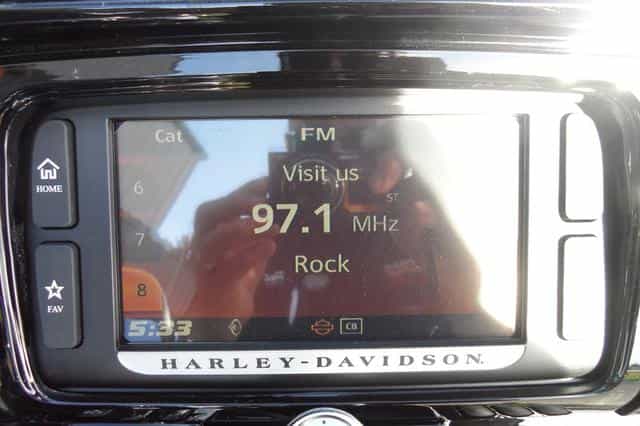 Cat
FM
Visit us
6
ST
97.1 MHz
7
Rock
8
5:33
CB
HOME
FAV
HARLEY-DAVIDSON